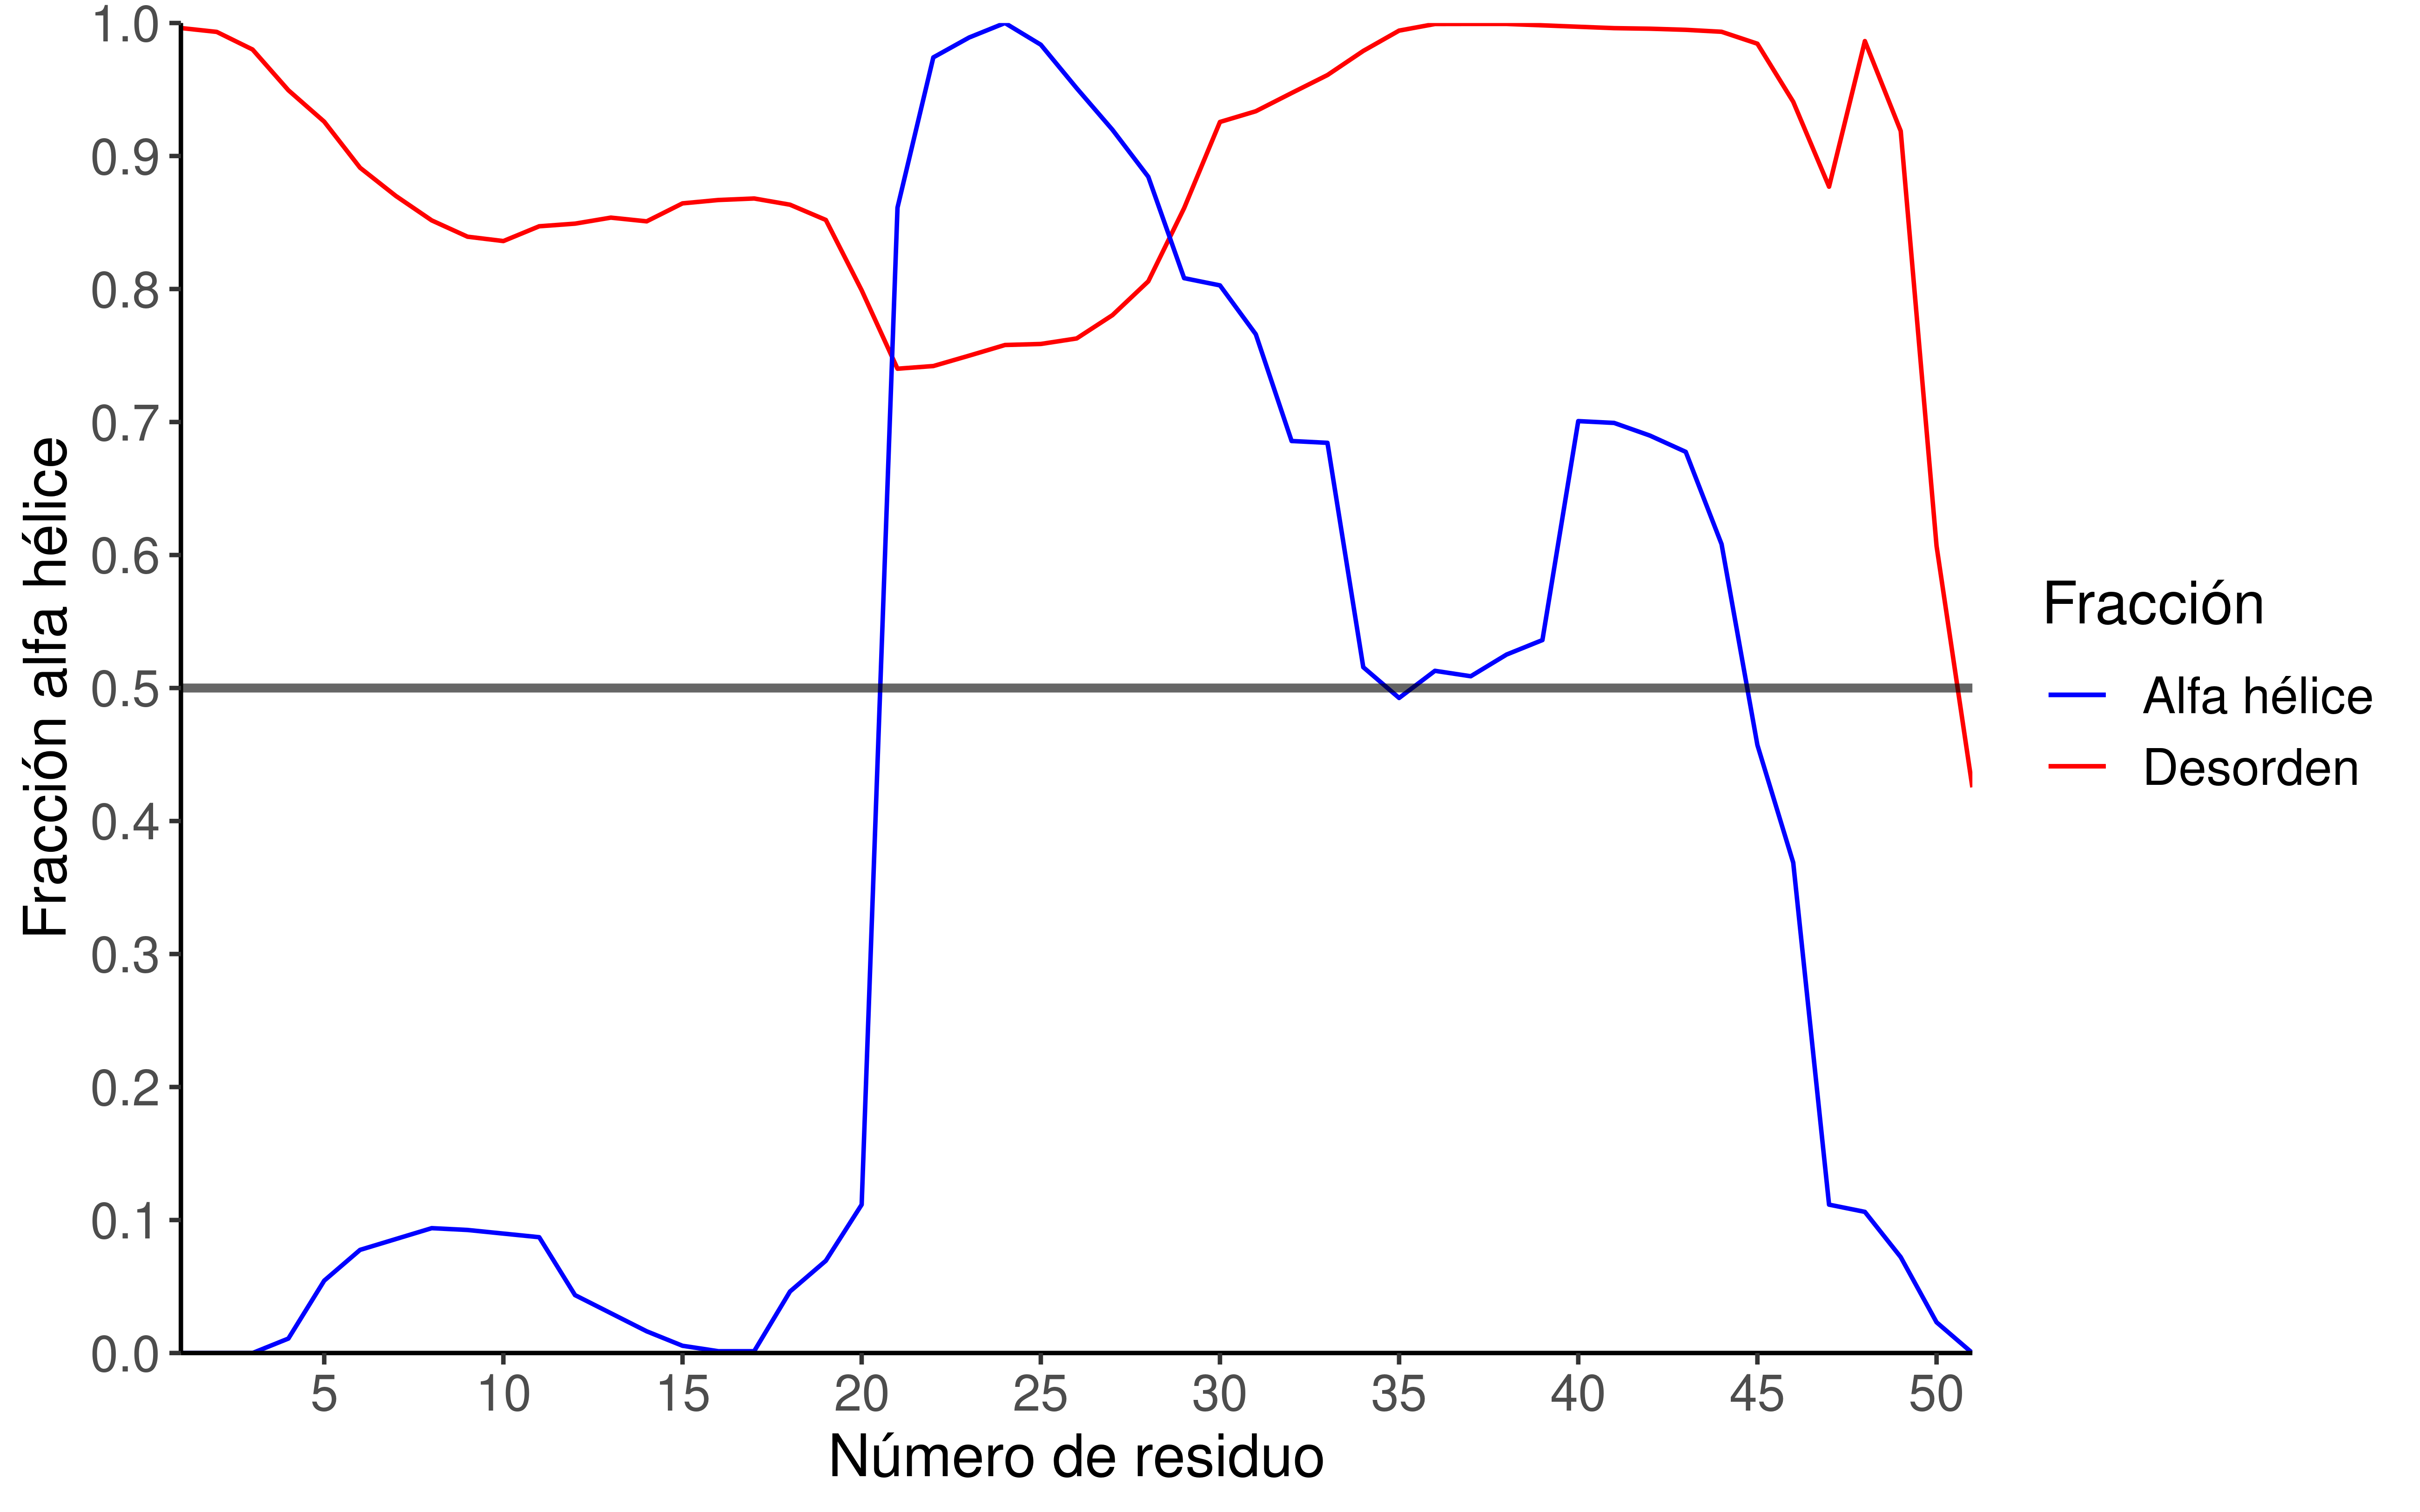 Fracción alfa hélice
1.0
0.9
0.8
0.7
0.6
0.5
0.4
0.3
0.2
0.1
0.0
5 10 15 20 25 30 35 40 45 50
Número de residuo
Fracción
Alfa hélice
Desorden